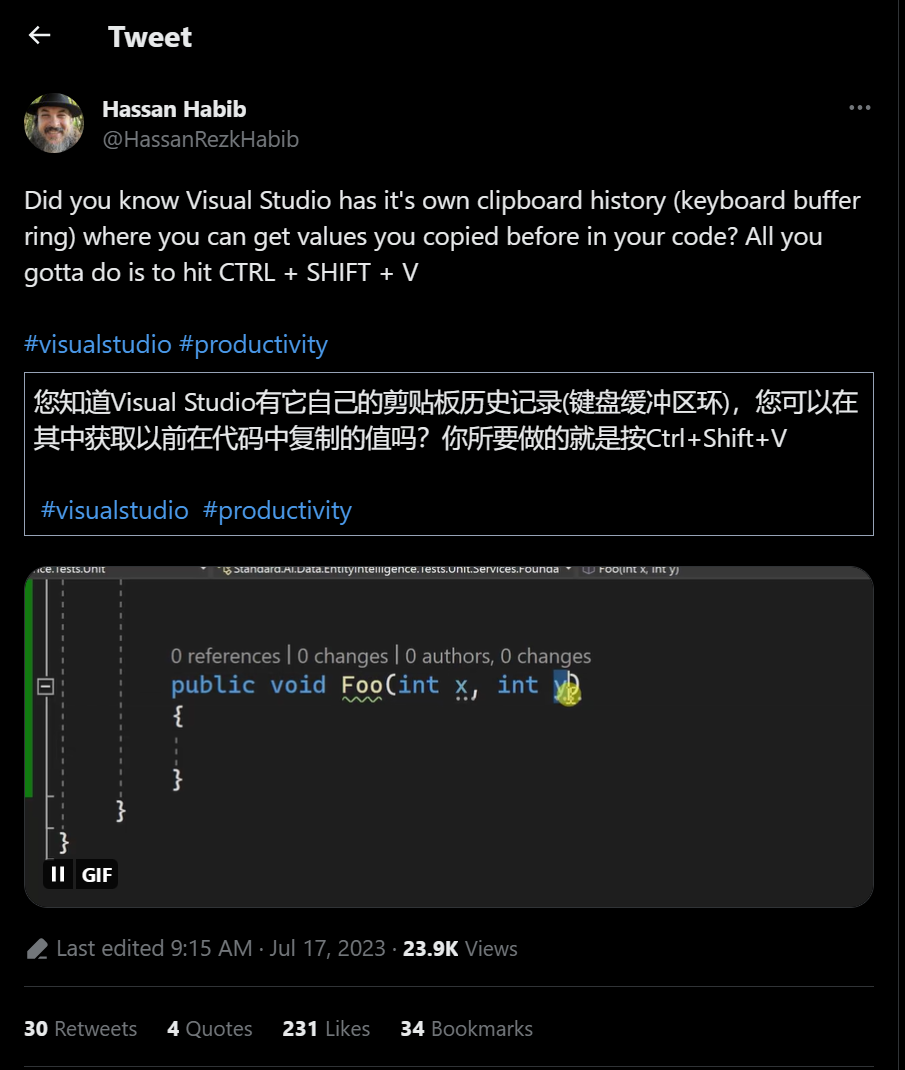 ← Tweet
Hassan Habib
@HassanRezkHabib
Did you know Visual Studio has it's own clipboard history (keyboard buffer
ring) where you can get values you copied before in your code? All you
gotta do is to hit CTRL + SHIFT + V
#visualstudio #productivity
您知道Visual Studio有它自己的剪贴板历史记录(键盘缓冲区环)，您可以在
其中获取以前在代码中复制的值吗？你所要做的就是按Ctrl+Shift+V
#visualstudio #productivity
ice.Tests.Unit Standard.AI.Data.EntityIntelligence.Tests.Unit.Services.Founda Foo(int x, int y)
0 references | 0 changes | 0 authors, 0 changes
public void Foo(int x, int y)
{
}
}
}
GIF
Last edited 9:15 AM · Jul 17, 2023 · 23.9K Views
30 Retweets 4 Quotes 231 Likes 34 Bookmarks